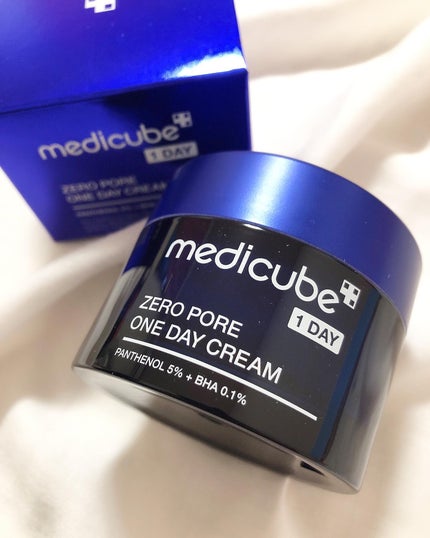 medicube
1 DAY
ZERO PORE
ONE DAY CREAM
medicube
1 DAY
ZERO PORE
ONE DAY CREAM
PANTHENOL 5% + BHA 0.1%